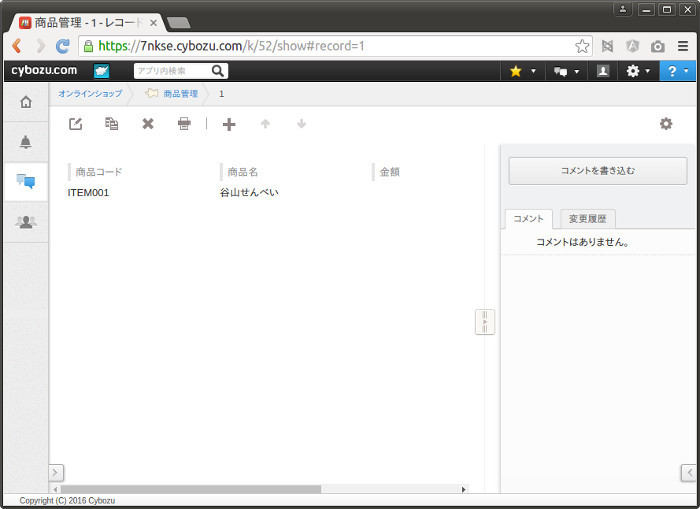 商品管理 - 1 - レコード
https://7nkse.cybozu.com/k/52/show#record=1
cybozu.com アプリ内検索 ?
オンラインショップ 商品管理 1
商品コード 商品名 金額
ITEM001 谷山せんべい
コメントを書き込む
コメント 変更履歴
コメントはありません。
Copyright (C) 2016 Cybozu